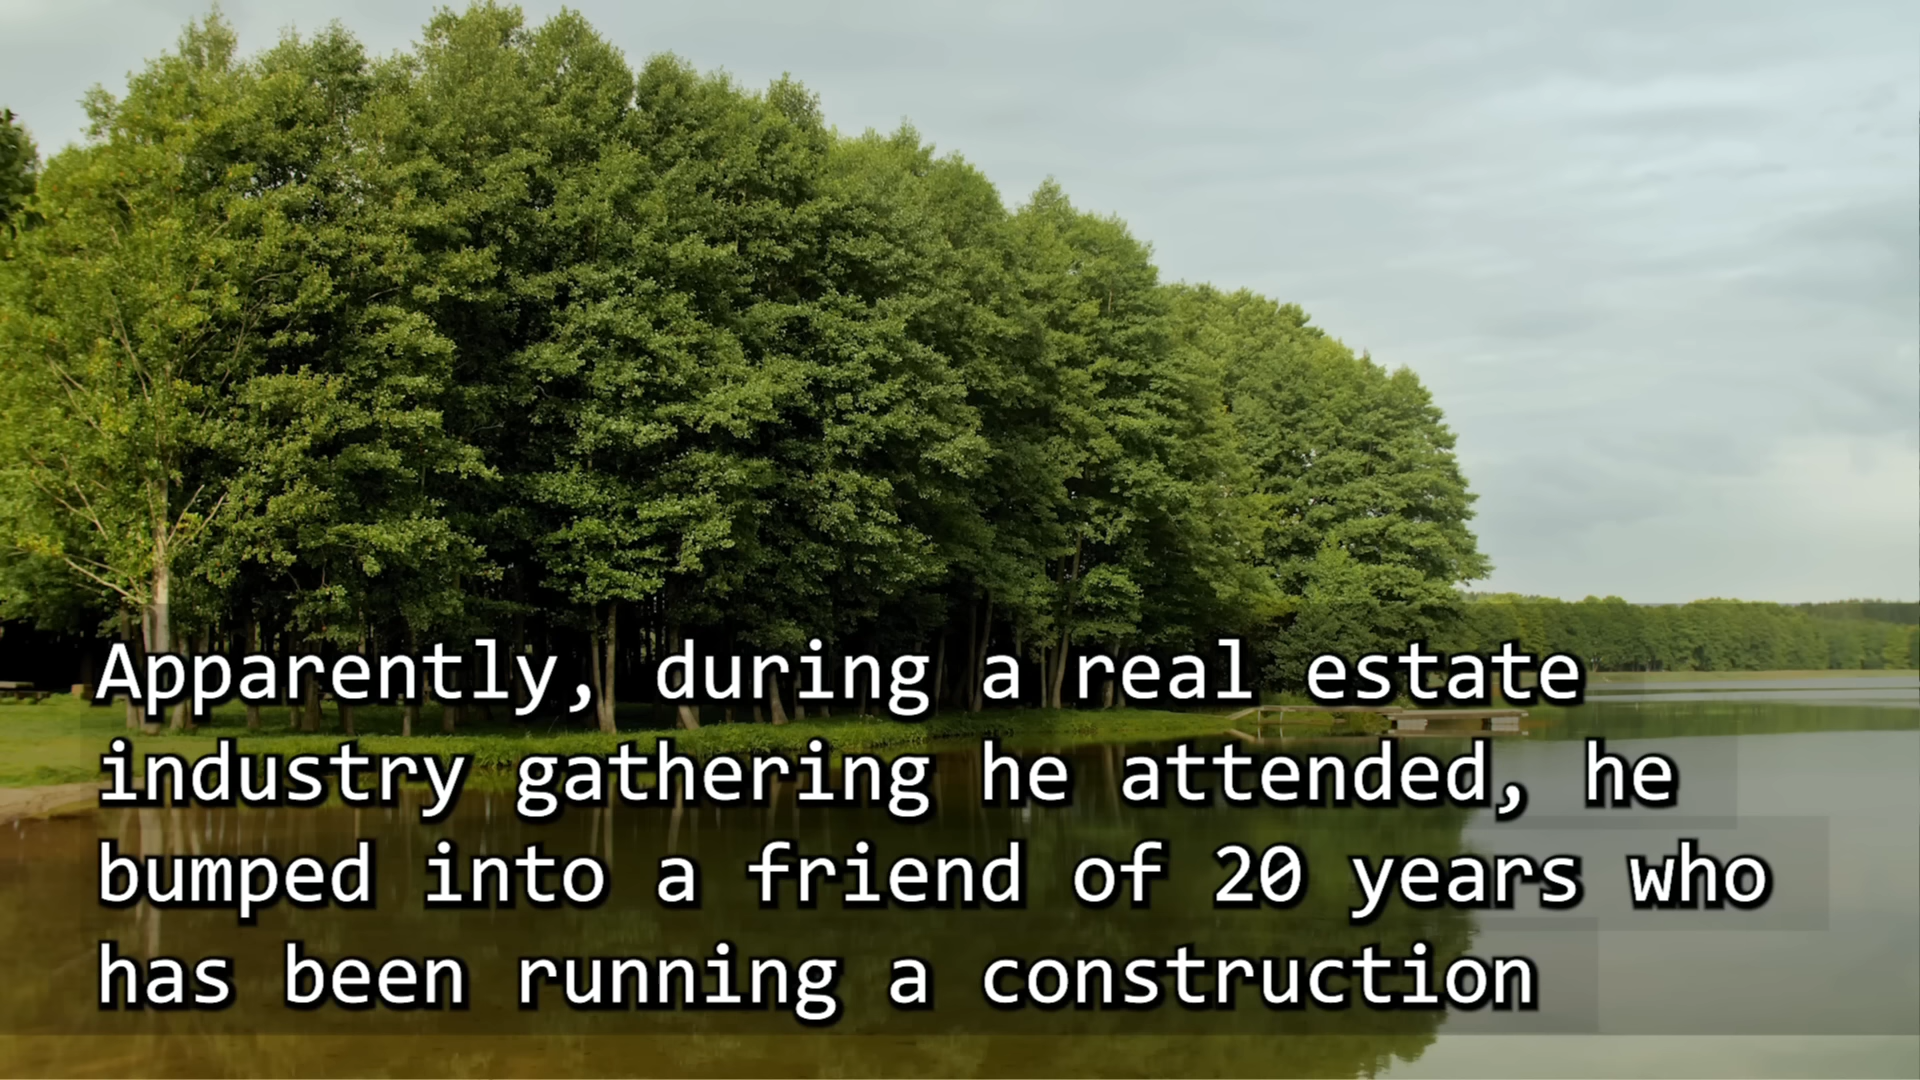 Apparently, during a real estate
industry gathering he attended, he
bumped into a friend of 20 years who
has been running a construction